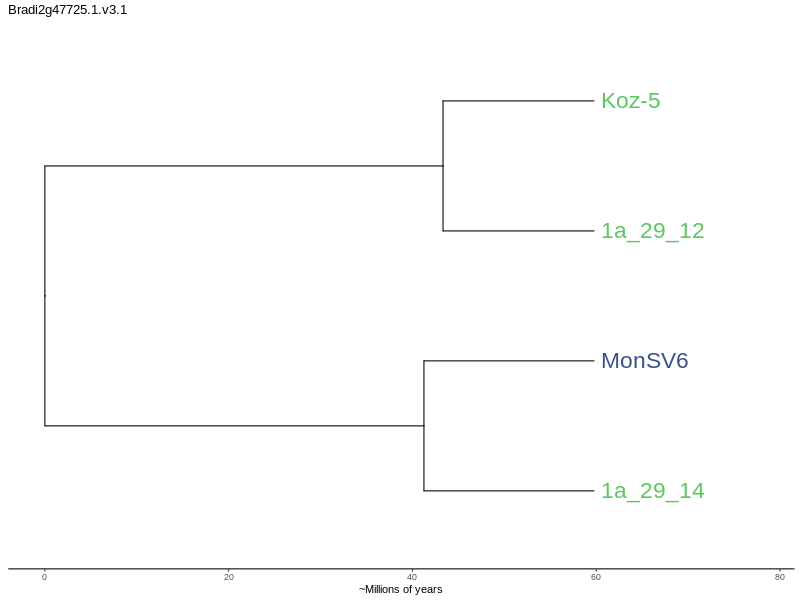 Bradi2g47725.1.v3.1
Koz-5
1a_29_12
MonSV6
1a_29_14
0 20 40 60 80
~Millions of years